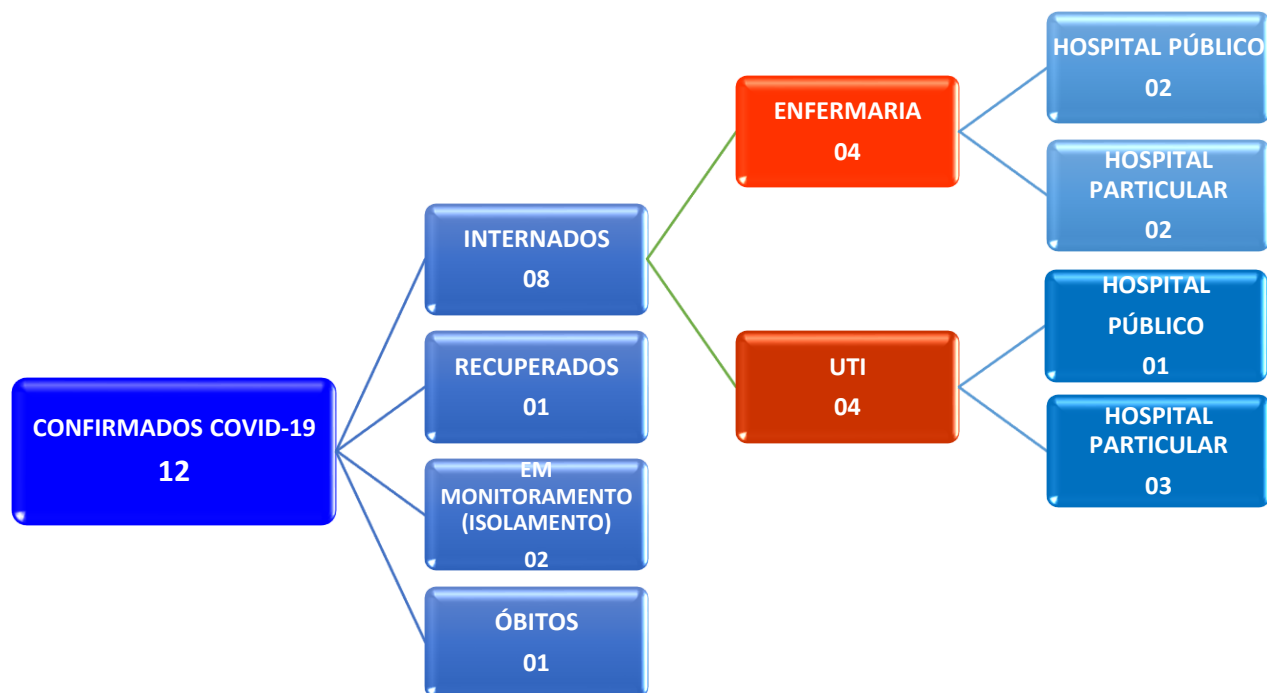 CONFIRMADOS COVID-19
12
INTERNADOS
08
RECUPERADOS
01
EM
MONITORAMENTO
(ISOLAMENTO)
02
ÓBITOS
01
ENFERMARIA
04
UTI
04
HOSPITAL PÚBLICO
02
HOSPITAL
PARTICULAR
02
HOSPITAL
PÚBLICO
01
HOSPITAL
PARTICULAR
03